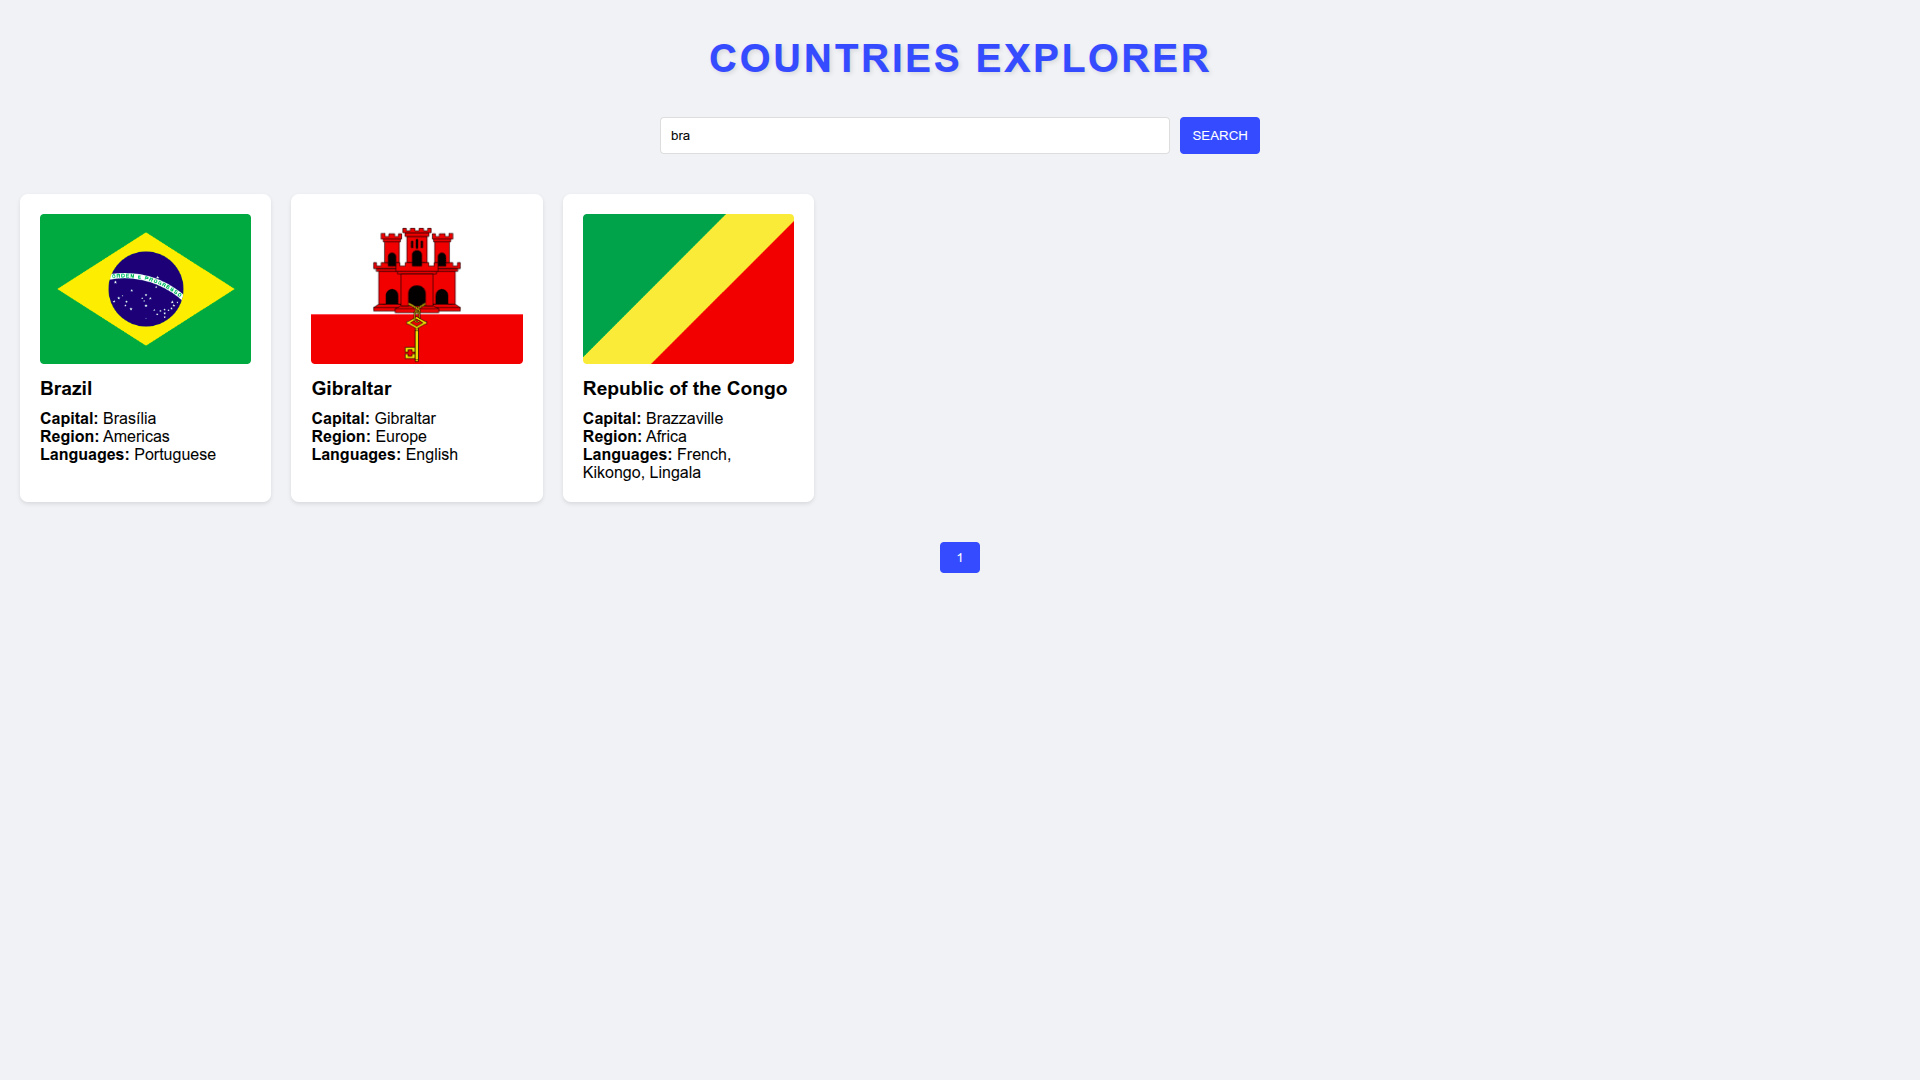 COUNTRIES EXPLORER
bra
SEARCH
Brazil
Capital: Brasília
Region: Americas
Languages: Portuguese
Gibraltar
Capital: Gibraltar
Region: Europe
Languages: English
Republic of the Congo
Capital: Brazzaville
Region: Africa
Languages: French,
Kikongo, Lingala
1